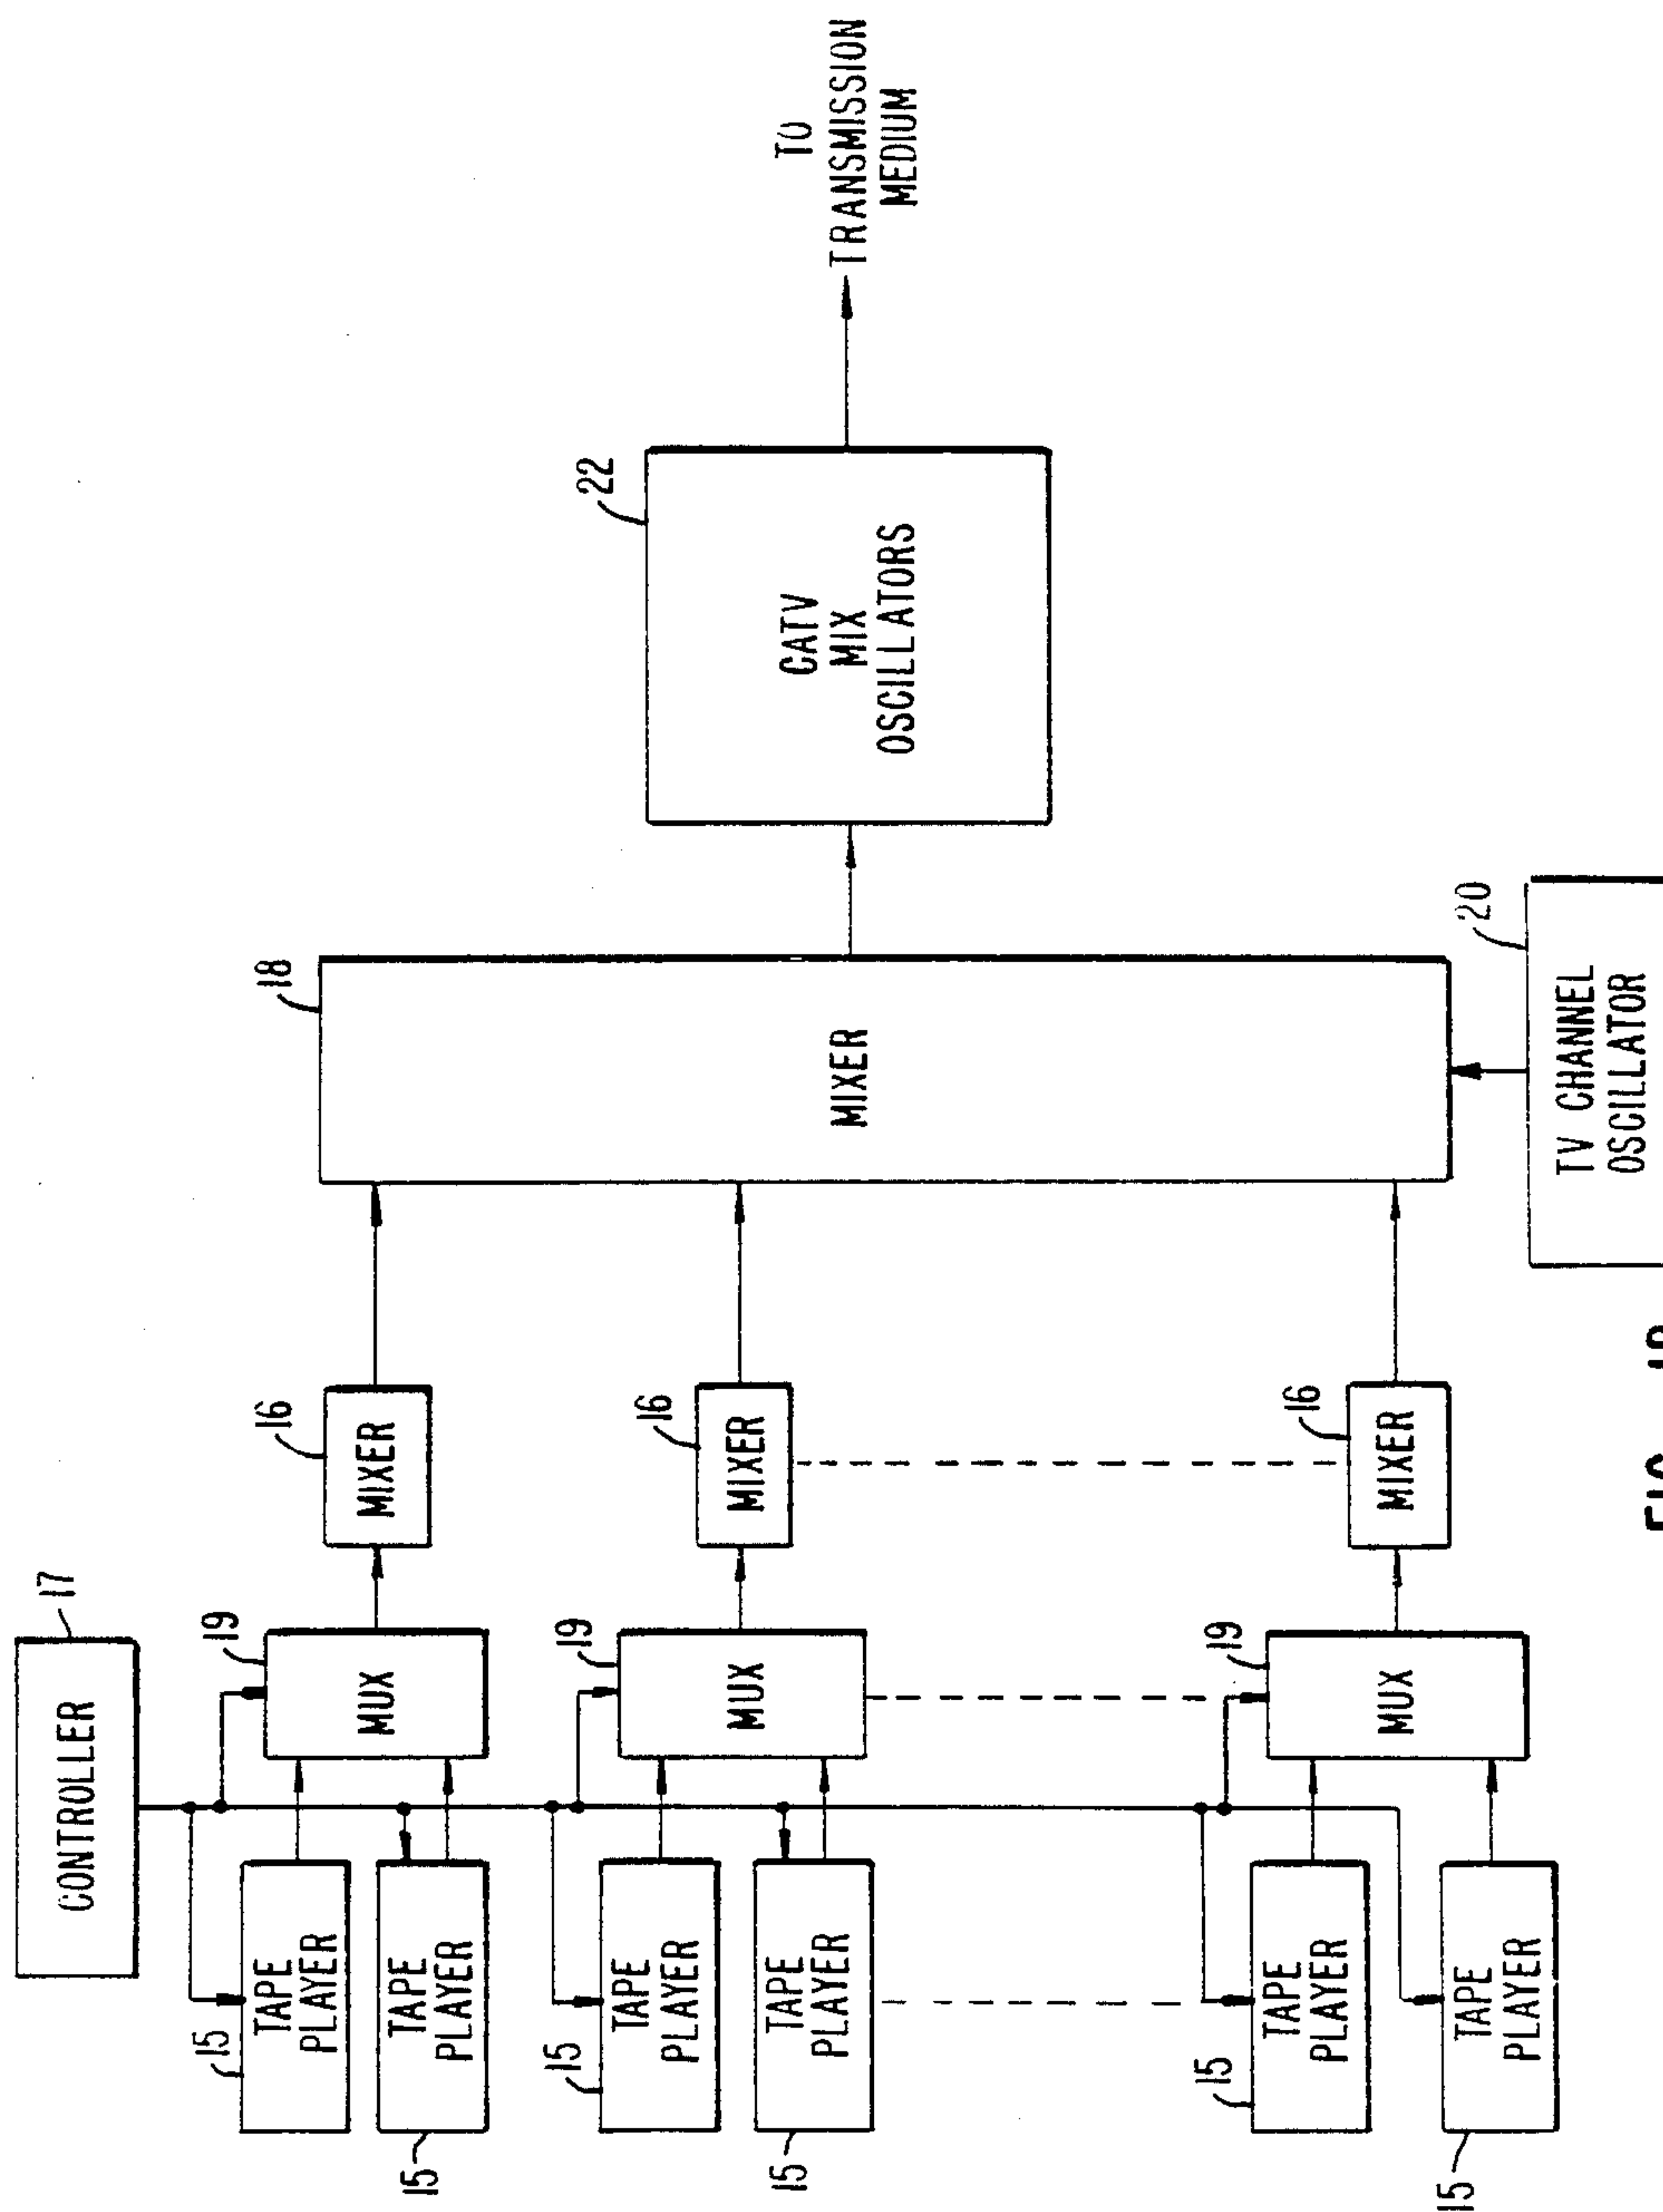 CONTROLLER
17
15
TAPE
PLAYER
19
MUX
16
MIXER
18
MIXER
22
CATV
MIX
OSCILLATORS
TO
TRANSMISSION
MEDIUM
TAPE
PLAYER
15
15
TAPE
PLAYER
19
MUX
16
MIXER
TAPE
PLAYER
15
15
TAPE
PLAYER
19
MUX
16
MIXER
20
TV CHANNEL
OSCILLATOR
TAPE
PLAYER
15